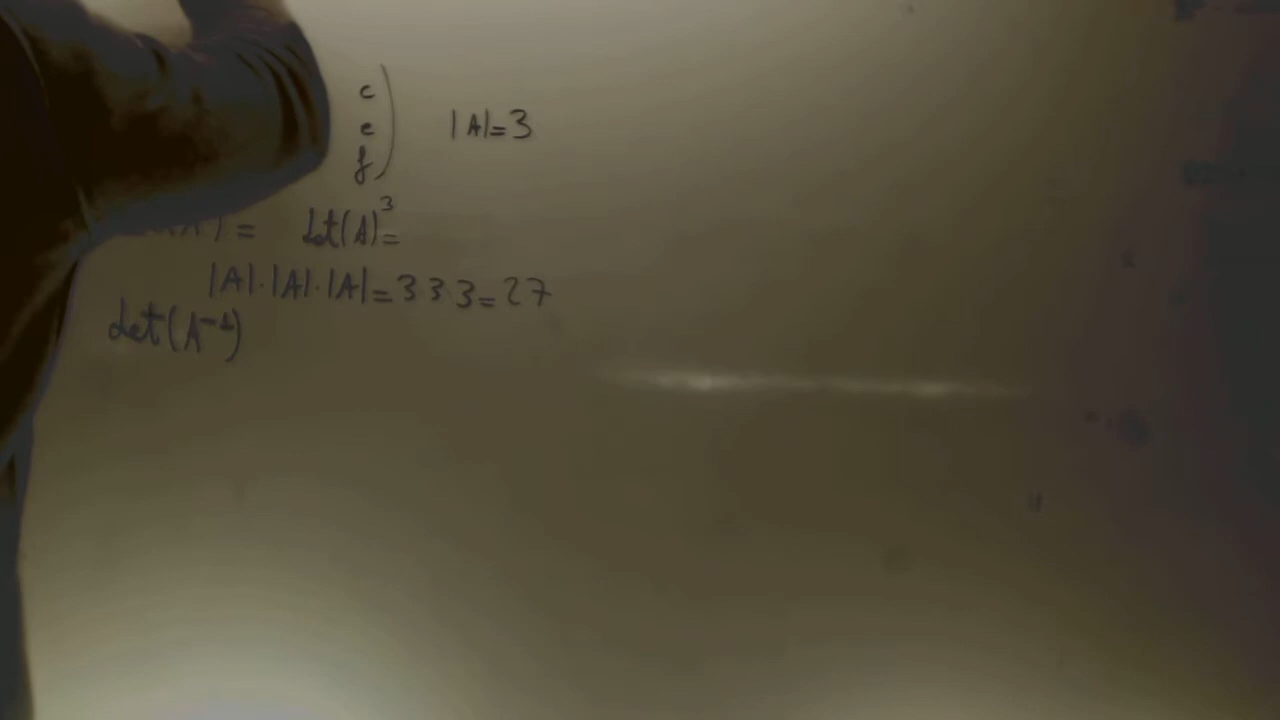 c
e
f
|A|=3
= det(A)³=
|A|·|A|·|A|=3·3·3=27
det(A⁻¹)